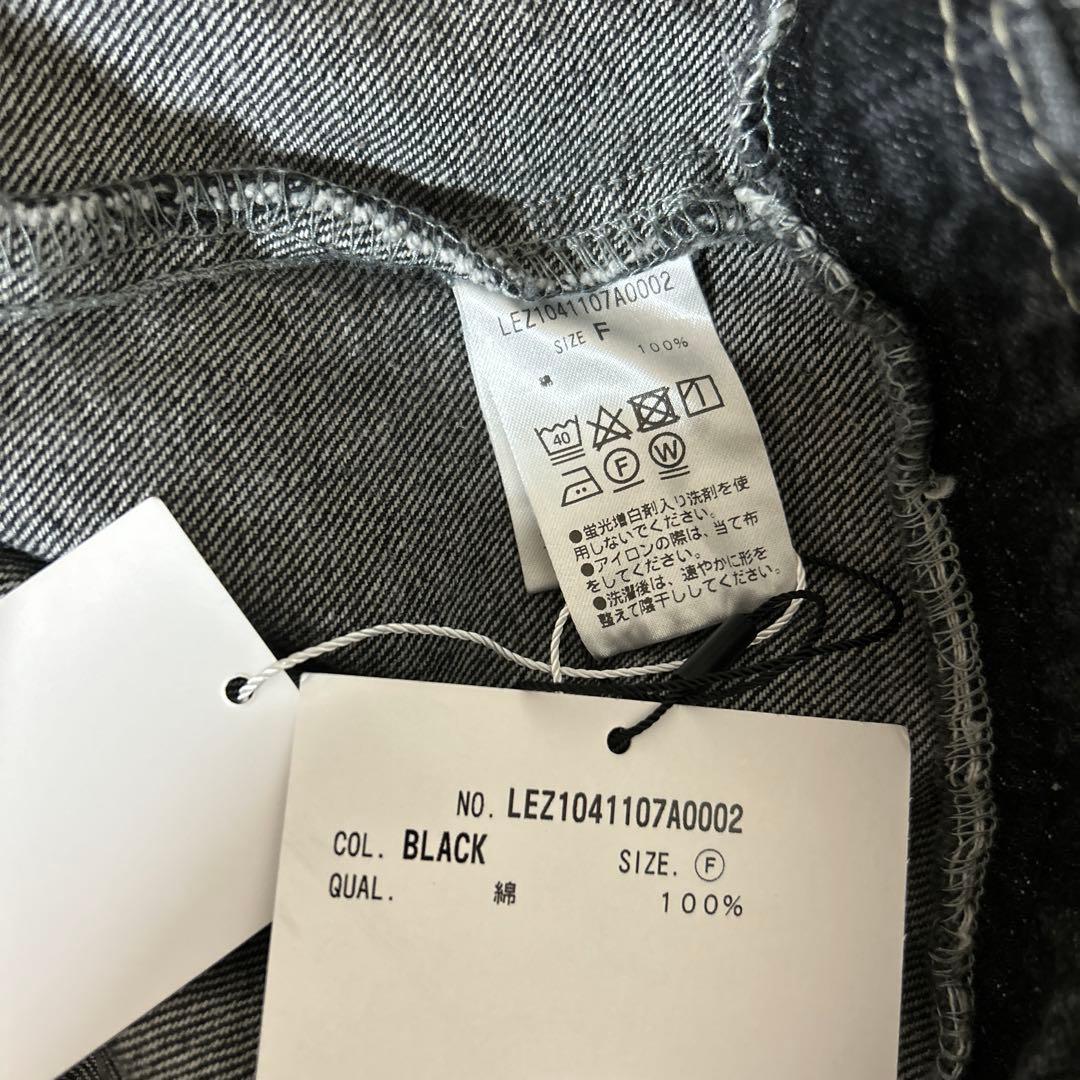 LEZ1041107A0002
SIZE F
綿 100%
40
F W
●蛍光増白剤入り洗剤を使
用しないでください。
●アイロンの際は、当て布
をしてください。
●洗濯後は、速やかに形を
整えて陰干ししてください。
NO. LEZ1041107A0002
COL. BLACK SIZE. Ⓕ
QUAL. 綿 100%